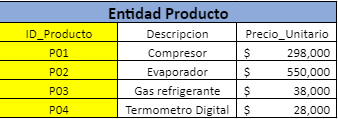 Entidad Producto
ID_Producto Descripcion Precio_Unitario
P01 Compresor $ 298,000
P02 Evaporador $ 550,000
P03 Gas refrigerante $ 38,000
P04 Termometro Digital $ 28,000